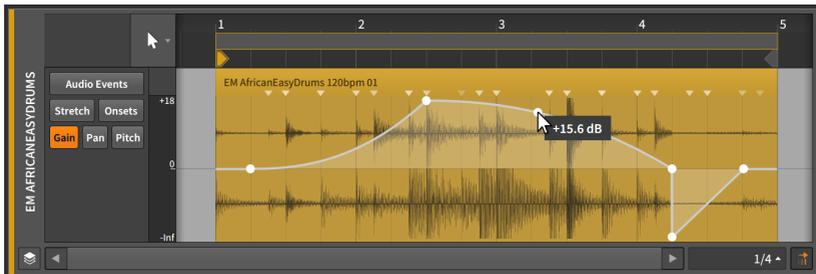 1 2 3 4 5
EM AFRICANEASYDRUMS
Audio Events
Stretch Onsets
Gain Pan Pitch
EM AfricanEasyDrums 120bpm 01
+18
+15.6 dB
0
-Inf
1/4